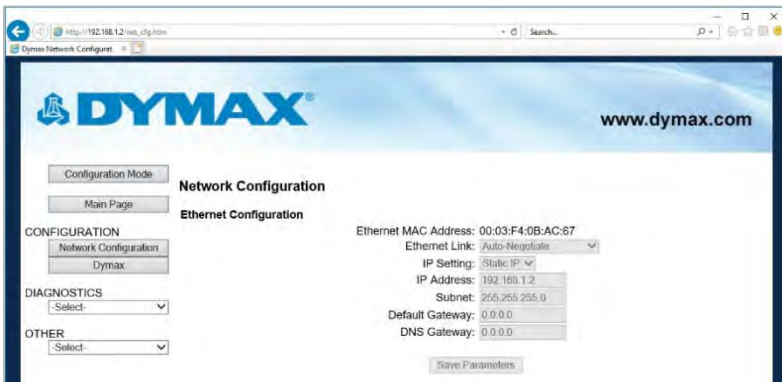 http://192.168.1.2/net_cfg.htm
Search...
Dymax Network Configurat...
DYMAX®
www.dymax.com
Configuration Mode
Main Page
CONFIGURATION
Network Configuration
Dymax
DIAGNOSTICS
-Select-
OTHER
-Select-
Network Configuration
Ethernet Configuration
Ethernet MAC Address: 00:03:F4:0B:AC:67
Ethernet Link: Auto-Negotiate
IP Setting: Static IP
IP Address: 192.168.1.2
Subnet: 255.255.255.0
Default Gateway: 0.0.0.0
DNS Gateway: 0.0.0.0
Save Parameters